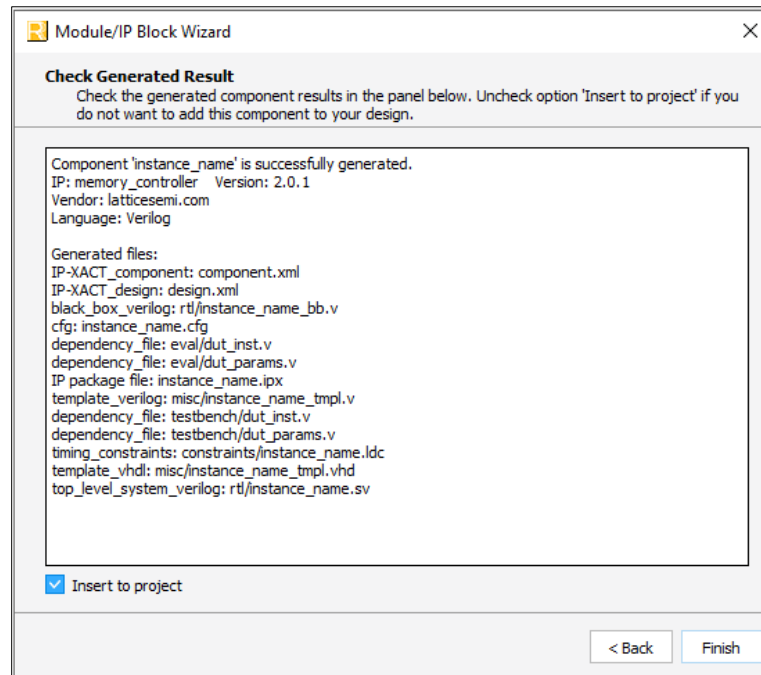 Module/IP Block Wizard
Check Generated Result
Check the generated component results in the panel below. Uncheck option 'Insert to project' if you
do not want to add this component to your design.
Component 'instance_name' is successfully generated.
IP: memory_controller Version: 2.0.1
Vendor: latticesemi.com
Language: Verilog
Generated files:
IP-XACT_component: component.xml
IP-XACT_design: design.xml
black_box_verilog: rtl/instance_name_bb.v
cfg: instance_name.cfg
dependency_file: eval/dut_inst.v
dependency_file: eval/dut_params.v
IP package file: instance_name.ipx
template_verilog: misc/instance_name_tmpl.v
dependency_file: testbench/dut_inst.v
dependency_file: testbench/dut_params.v
timing_constraints: constraints/instance_name.ldc
template_vhdl: misc/instance_name_tmpl.vhd
top_level_system_verilog: rtl/instance_name.sv
Insert to project
< Back Finish